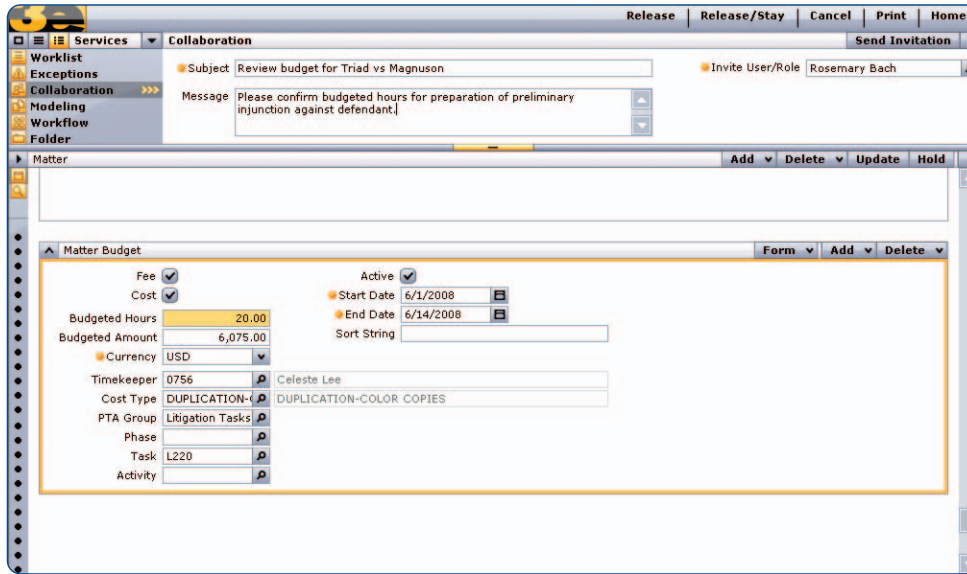 3e
Release Release/Stay Cancel Print Home
Services Collaboration Send Invitation
Worklist
Exceptions
Collaboration >>>
Modeling
Workflow
Folder
Subject Review budget for Triad vs Magnuson
Invite User/Role Rosemary Bach
Message Please confirm budgeted hours for preparation of preliminary
injunction against defendant.
Matter Add Delete Update Hold
Matter Budget Form Add Delete
Fee Active
Cost Start Date 6/1/2008
Budgeted Hours 20.00 End Date 6/14/2008
Budgeted Amount 6,075.00 Sort String
Currency USD
Timekeeper 0756 Celeste Lee
Cost Type DUPLICATION-C DUPLICATION-COLOR COPIES
PTA Group Litigation Tasks
Phase
Task L220
Activity